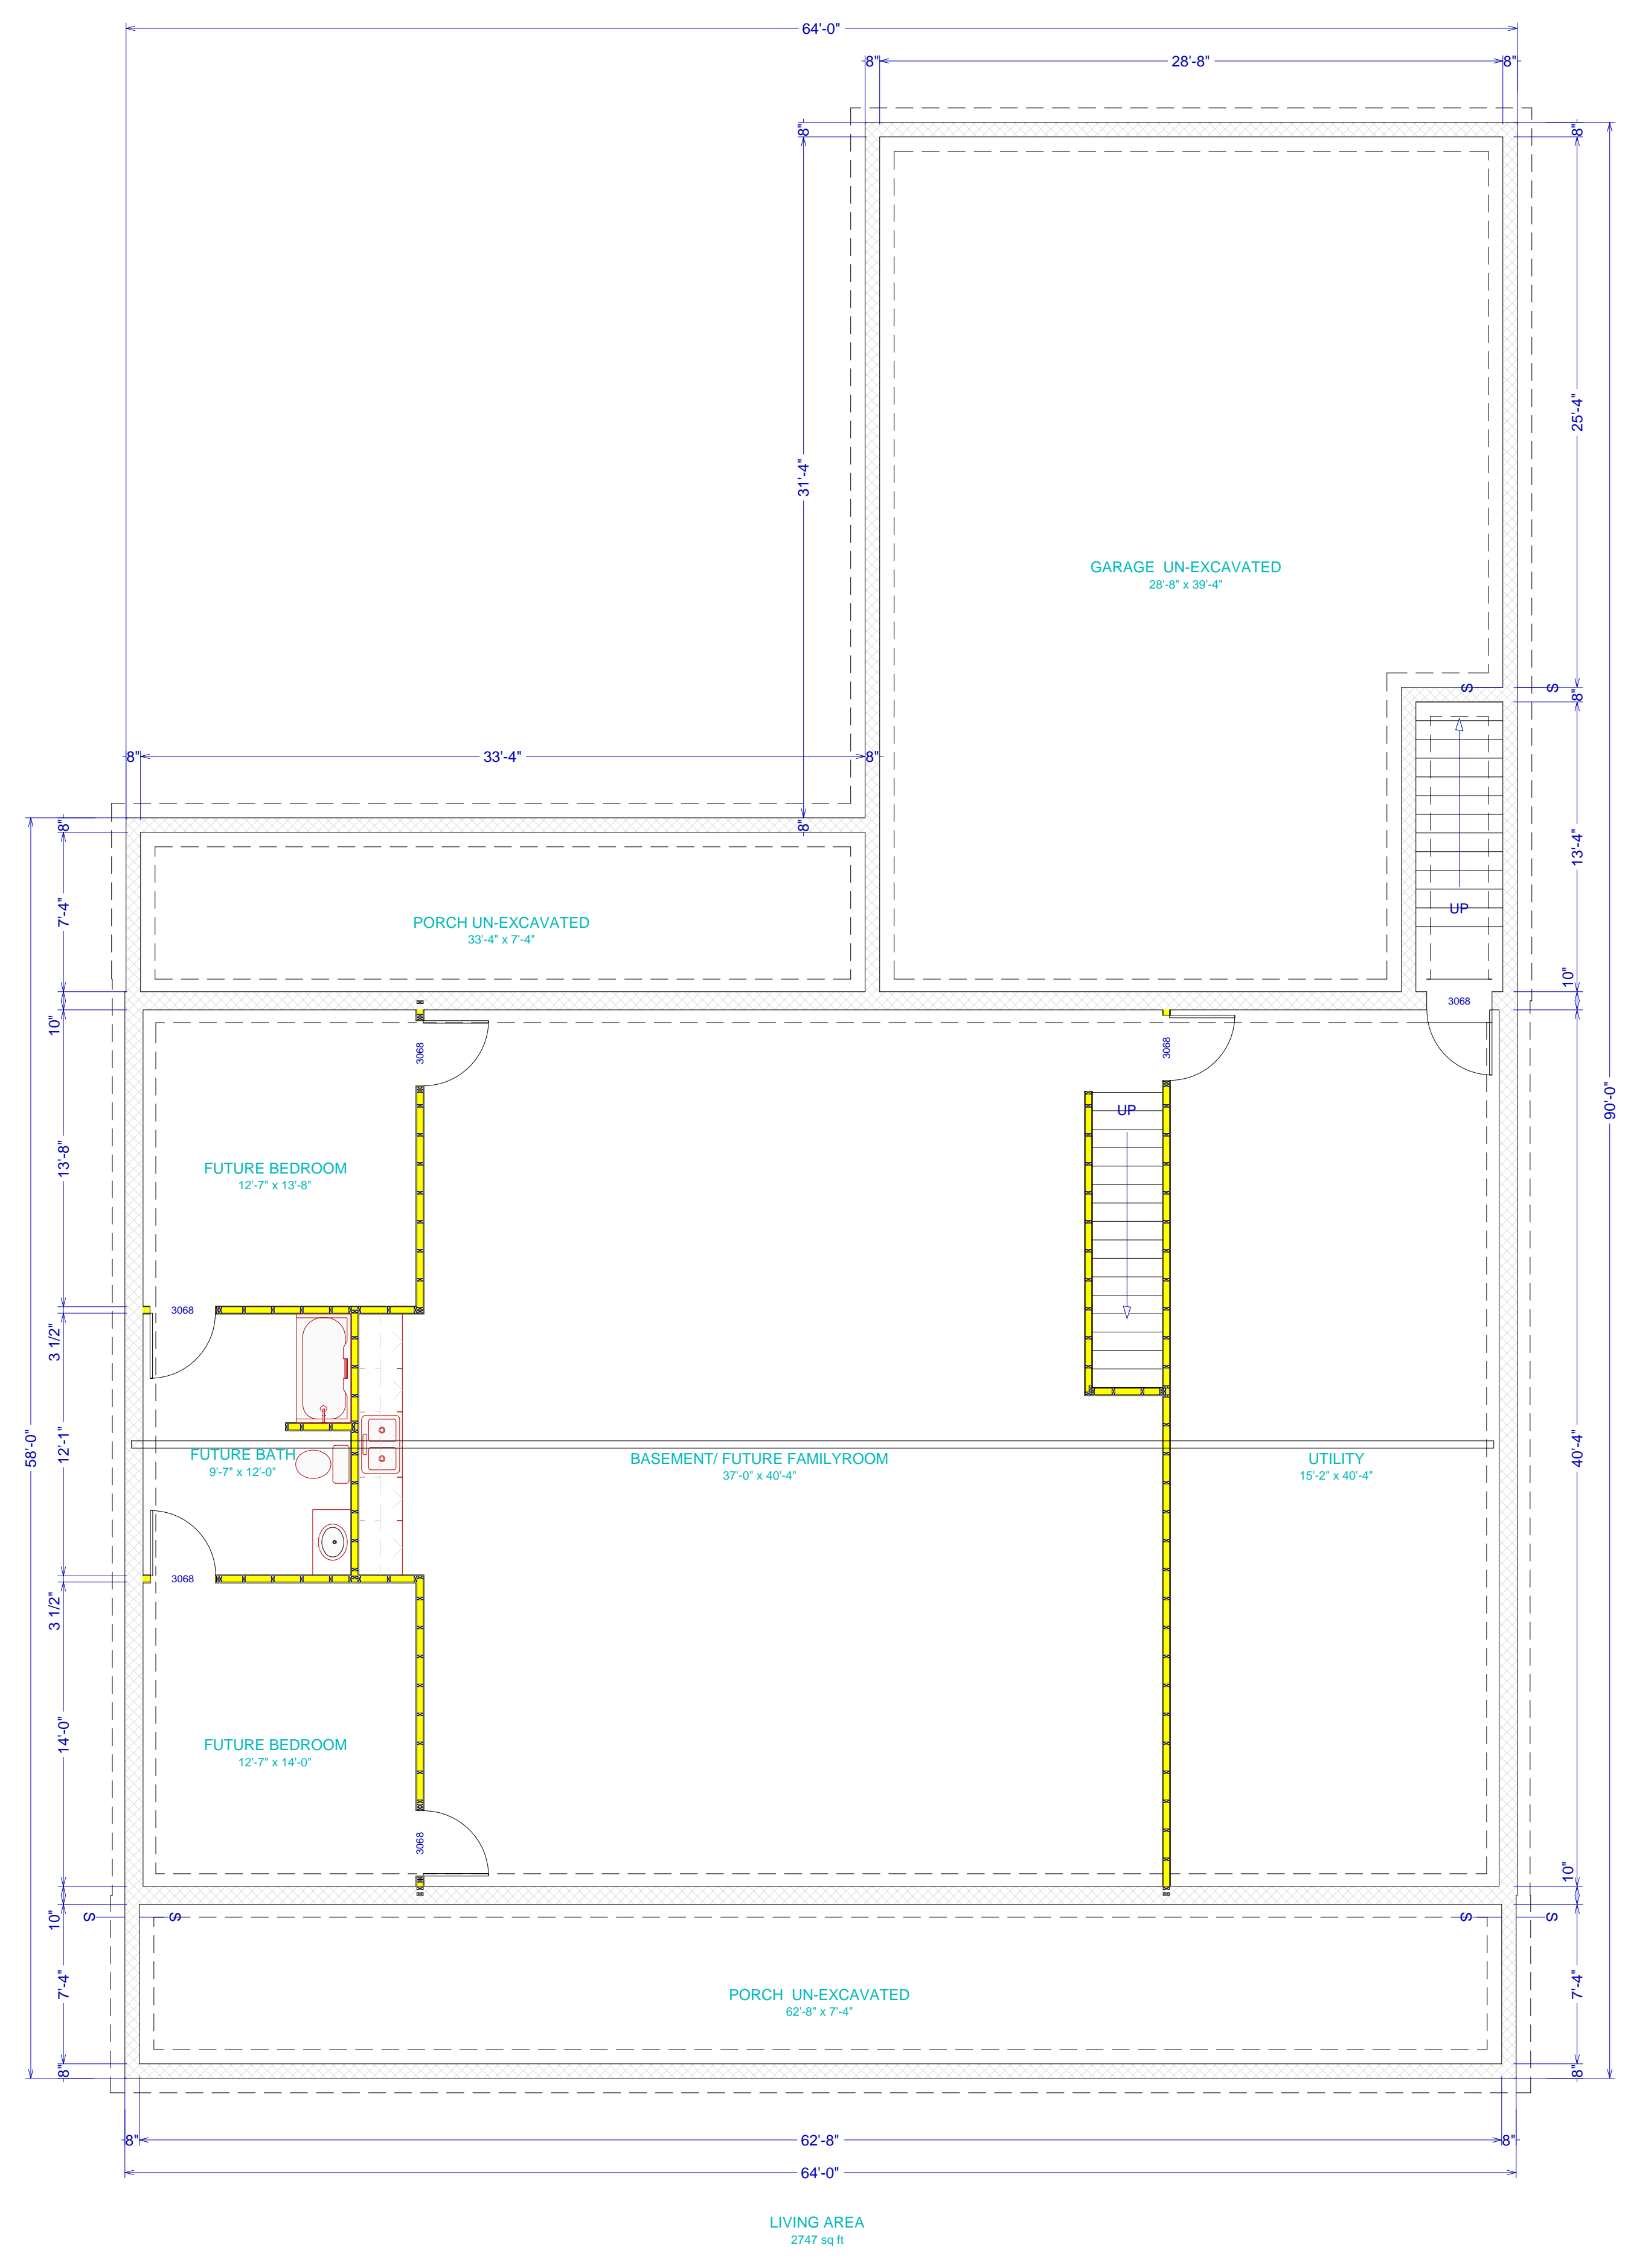 64'-0"
8" 28'-8" 8"
8"
8"
31'-4"
25'-4"
GARAGE  UN-EXCAVATED
28'-8" x 39'-4"
S S
8"
8" 33'-4" 8"
8"
8"
13'-4"
7'-4"
PORCH UN-EXCAVATED
33'-4" x 7'-4"
UP
10"
10"
3068
3068
3068
90'-0"
UP
13'-8"
FUTURE BEDROOM
12'-7" x 13'-8"
3068
3 1/2"
58'-0"
12'-1"
FUTURE BATH
9'-7" x 12'-0"
BASEMENT/ FUTURE FAMILYROOM
37'-0" x 40'-4"
UTILITY
15'-2" x 40'-4"
40'-4"
3068
3 1/2"
14'-0"
FUTURE BEDROOM
12'-7" x 14'-0"
3068
10"
10"
S S
S S
7'-4"
7'-4"
PORCH  UN-EXCAVATED
62'-8" x 7'-4"
8"
8"
8" 62'-8" 8"
64'-0"
LIVING AREA
2747 sq ft